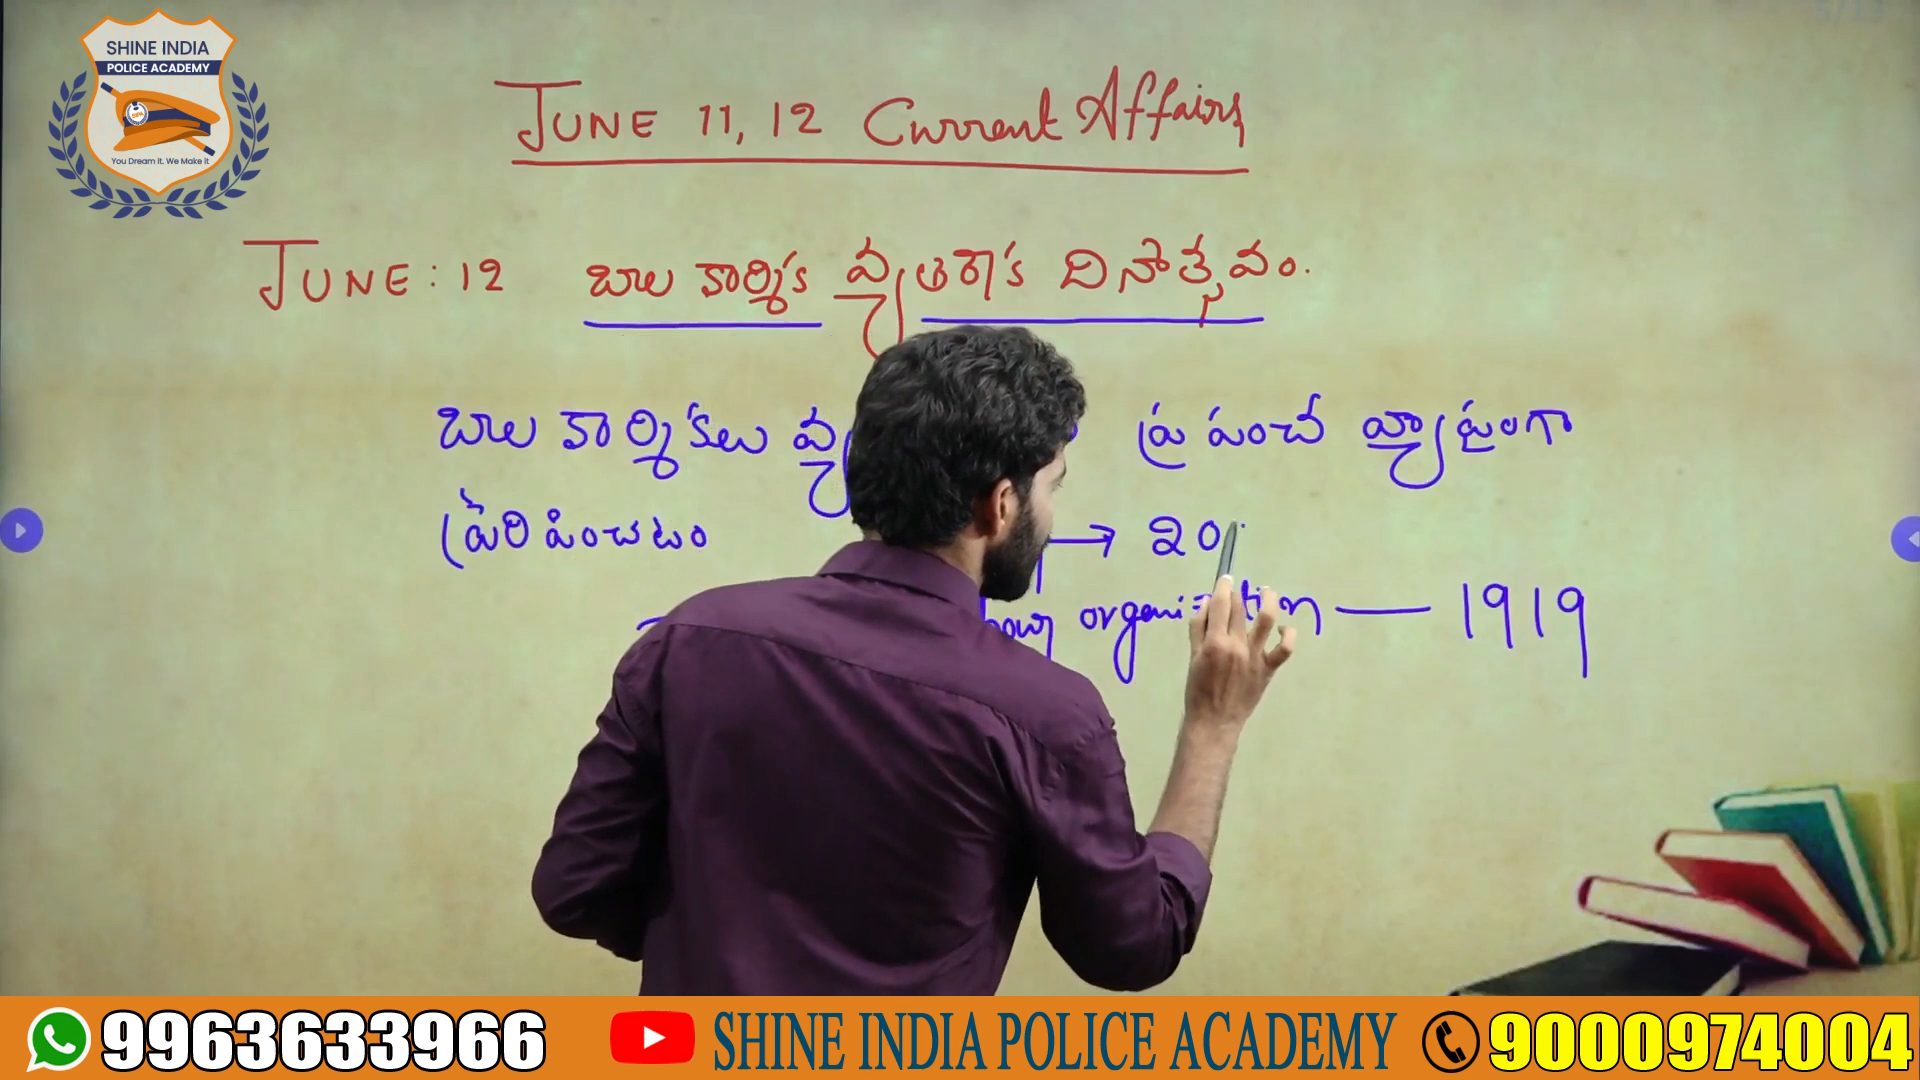 SHINE INDIA
POLICE ACADEMY
You Dream It. We Make It
JUNE 11, 12 Current Affairs
JUNE : 12 బాల కార్మిక వ్యతిరేక దినోత్సవం.
బాల కార్మికులు వ్య ప్రపంచ వ్యాప్తంగా
ప్రేరేపించటం → 20
organization — 1919
9963633966 SHINE INDIA POLICE ACADEMY 9000974004